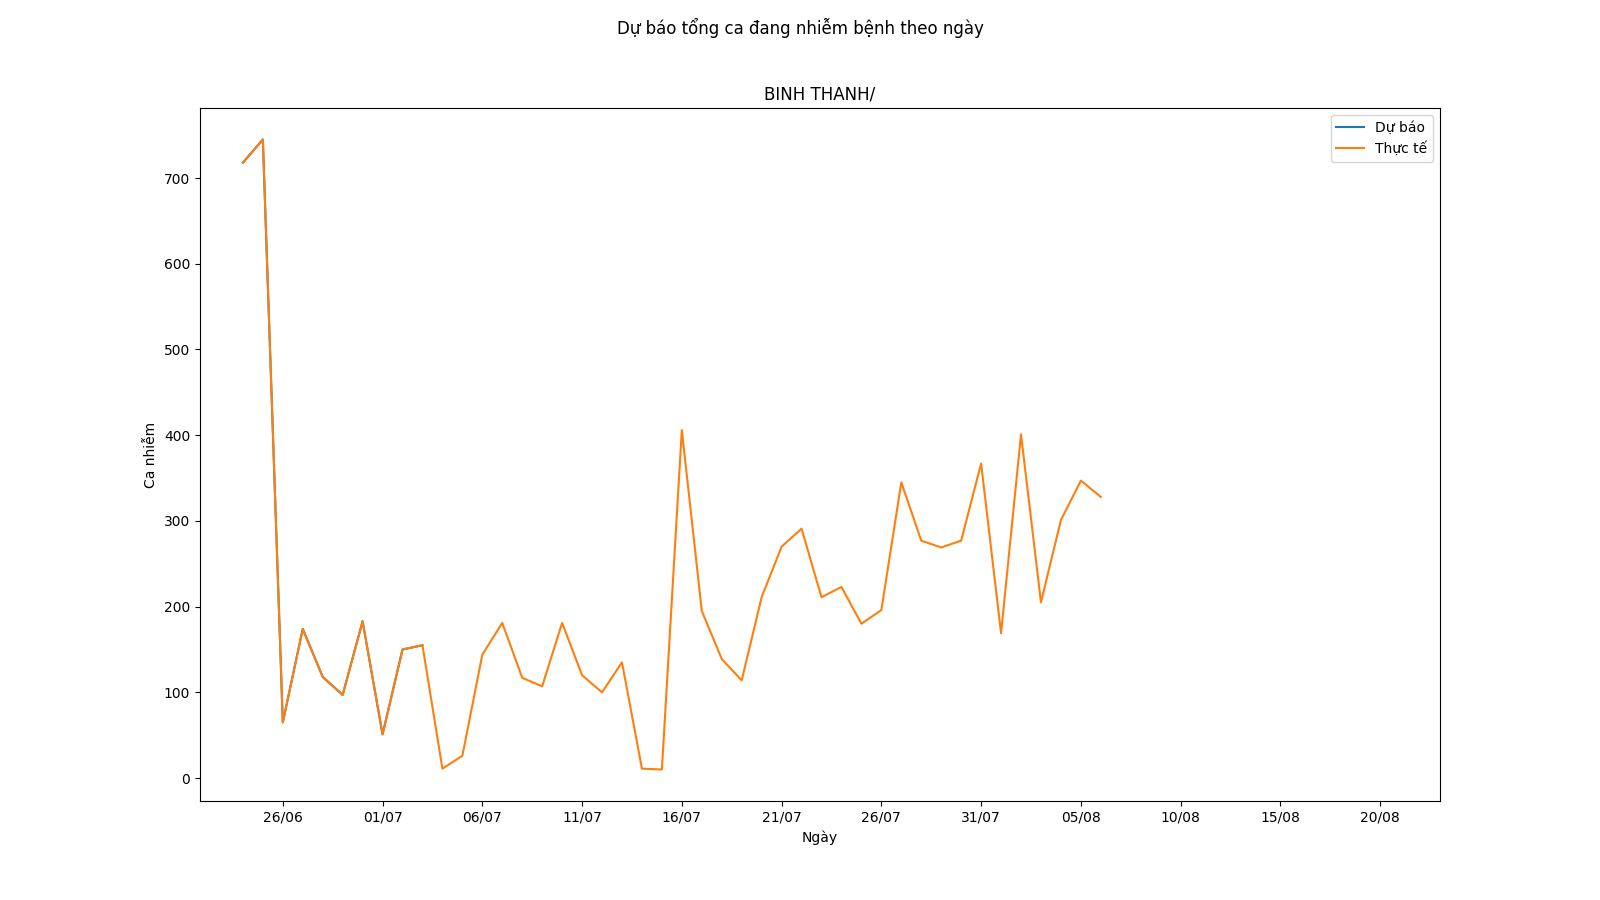 Dự báo tổng ca đang nhiễm bệnh theo ngày
BINH THANH/
Dự báo
Thực tế
700
600
500
400
300
200
100
0
Ca nhiễm
26/06 01/07 06/07 11/07 16/07 21/07 26/07 31/07 05/08 10/08 15/08 20/08
Ngày